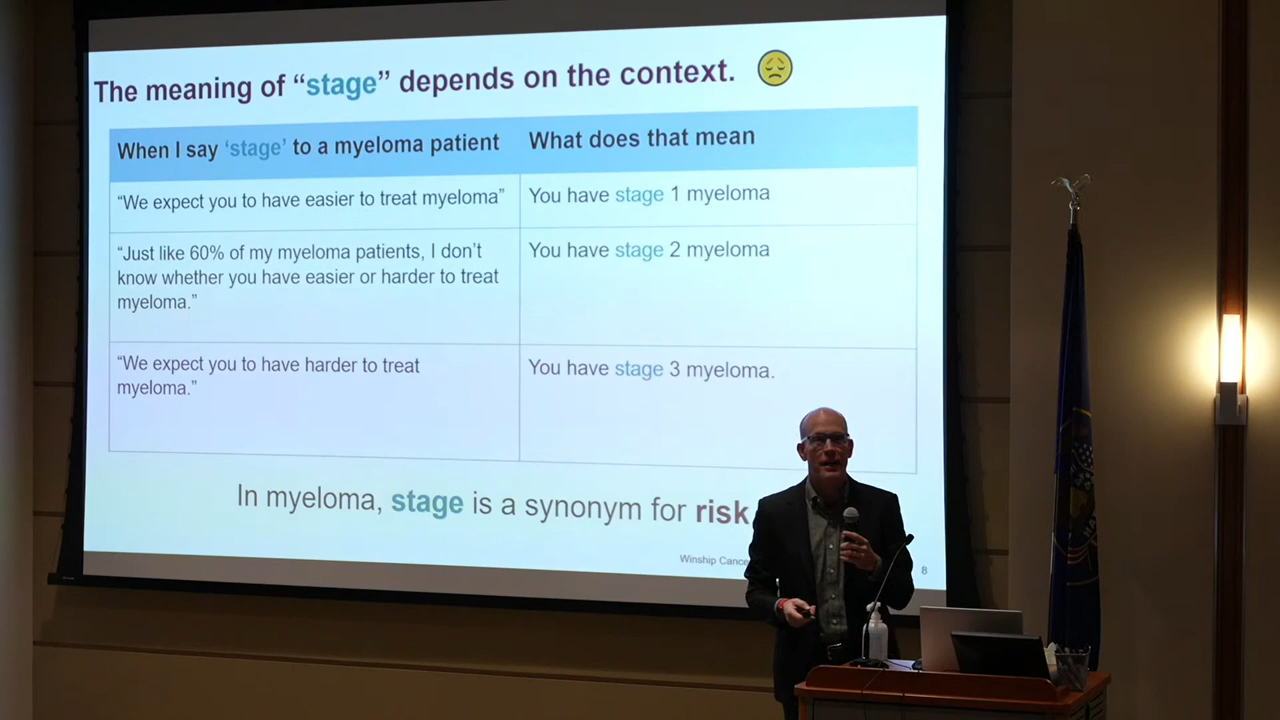 The meaning of “stage” depends on the context.
When I say ‘stage’ to a myeloma patient
What does that mean
“We expect you to have easier to treat myeloma”
You have stage 1 myeloma
“Just like 60% of my myeloma patients, I don’t
know whether you have easier or harder to treat
myeloma.”
You have stage 2 myeloma
“We expect you to have harder to treat
myeloma.”
You have stage 3 myeloma.
In myeloma, stage is a synonym for risk
Winship
8